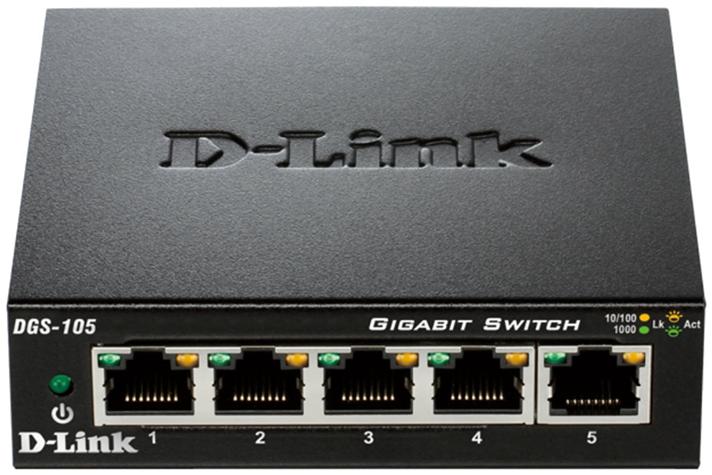 D-Link
DGS-105
GIGABIT SWITCH
10/100
1000
Lk
Act
D-Link
1
2
3
4
5